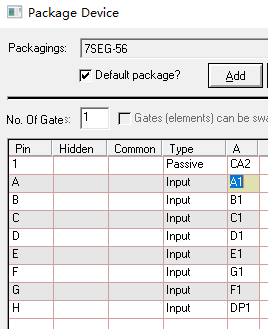 Package Device
Packagings: 7SEG-56
Default package? Add
No. Of Gates: 1 Gates (elements) can be swa
Pin Hidden Common Type A
1 Passive CA2
A Input A1
B Input B1
C Input C1
D Input D1
E Input E1
F Input G1
G Input F1
H Input DP1